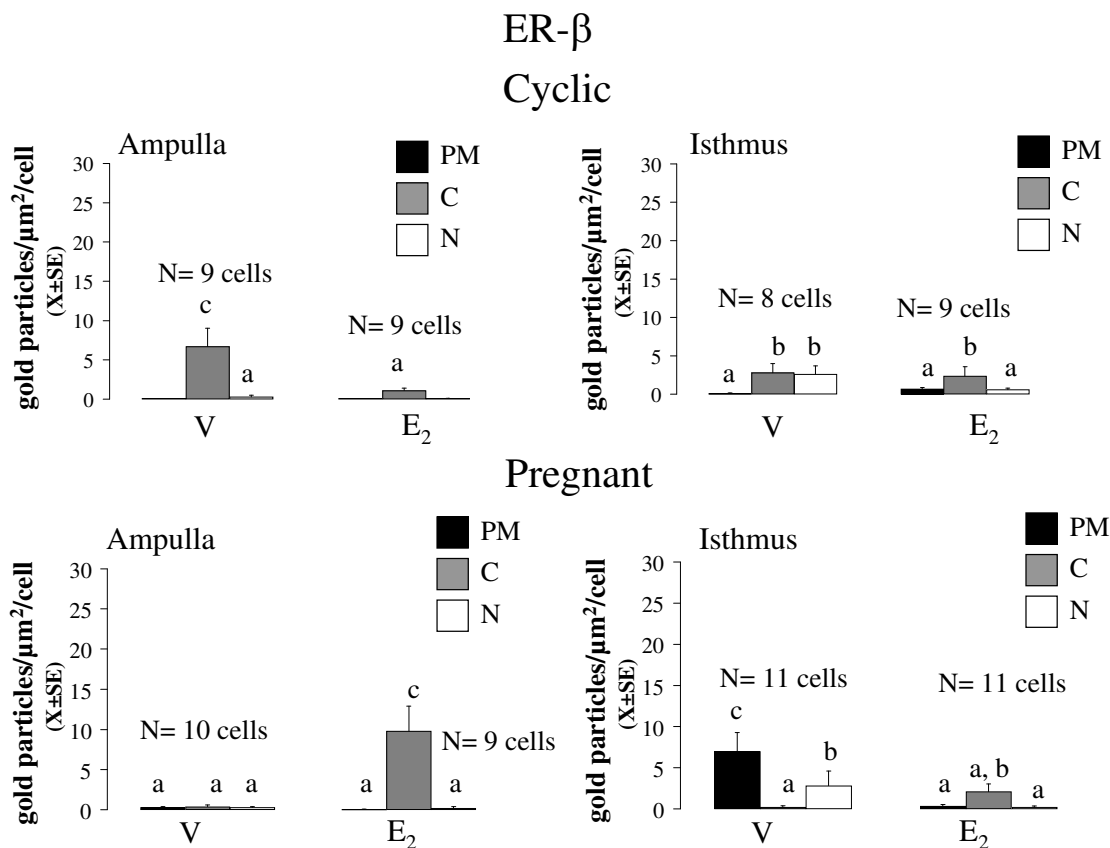 ER-β
Cyclic
Ampulla
PM
C
N
gold particles/µm²/cell
(X±SE)
30
25
20
15
10
5
0
N= 9 cells
c
a
N= 9 cells
a
V
E₂
Isthmus
PM
C
N
gold particles/µm²/cell
(X±SE)
30
25
20
15
10
5
0
N= 8 cells
a
b
b
N= 9 cells
a
b
a
V
E₂
Pregnant
Ampulla
PM
C
N
gold particles/µm²/cell
(X±SE)
30
25
20
15
10
5
0
N= 10 cells
a
a
a
c
N= 9 cells
a
a
V
E₂
Isthmus
PM
C
N
gold particles/µm²/cell
(X±SE)
30
25
20
15
10
5
0
N= 11 cells
c
a
b
N= 11 cells
a
a, b
a
V
E₂